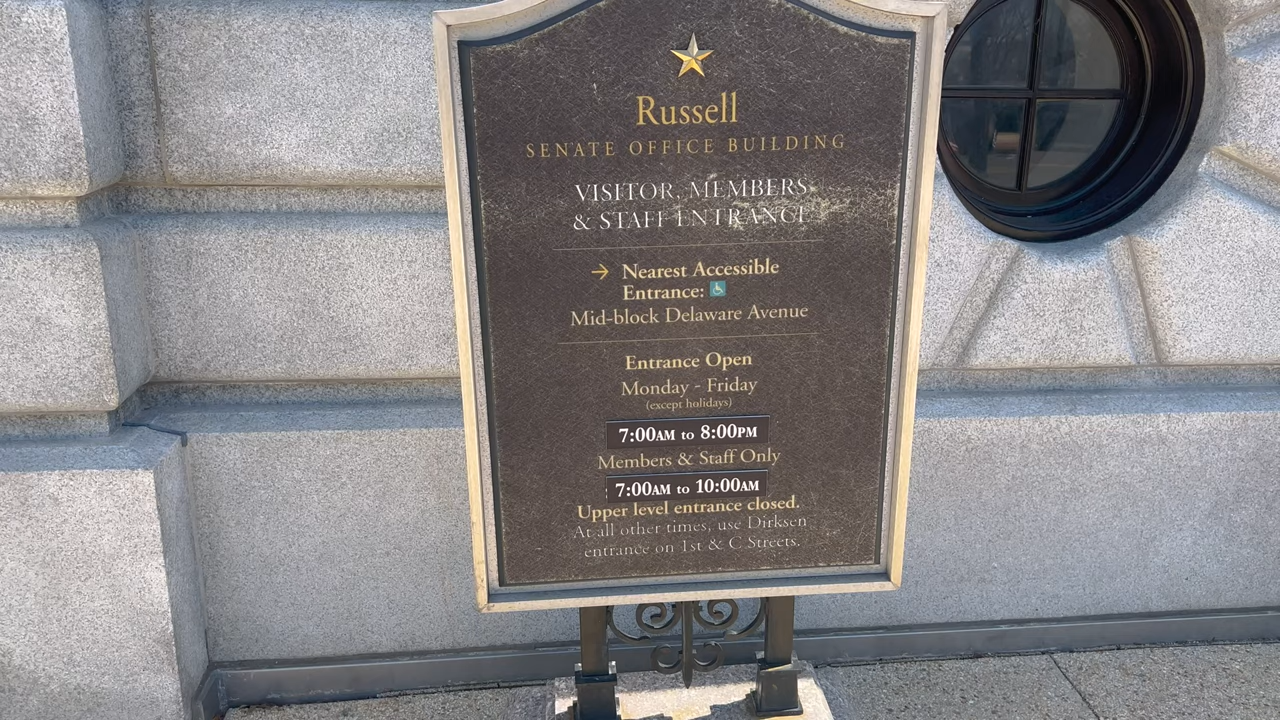 Russell
SENATE OFFICE BUILDING
VISITOR, MEMBERS
& STAFF ENTRANCE
→ Nearest Accessible
Entrance:
Mid-block Delaware Avenue
Entrance Open
Monday - Friday
(except holidays)
7:00AM to 8:00PM
Members & Staff Only
7:00AM to 10:00AM
Upper level entrance closed.
At all other times, use Dirksen
entrance on 1st & C Streets.